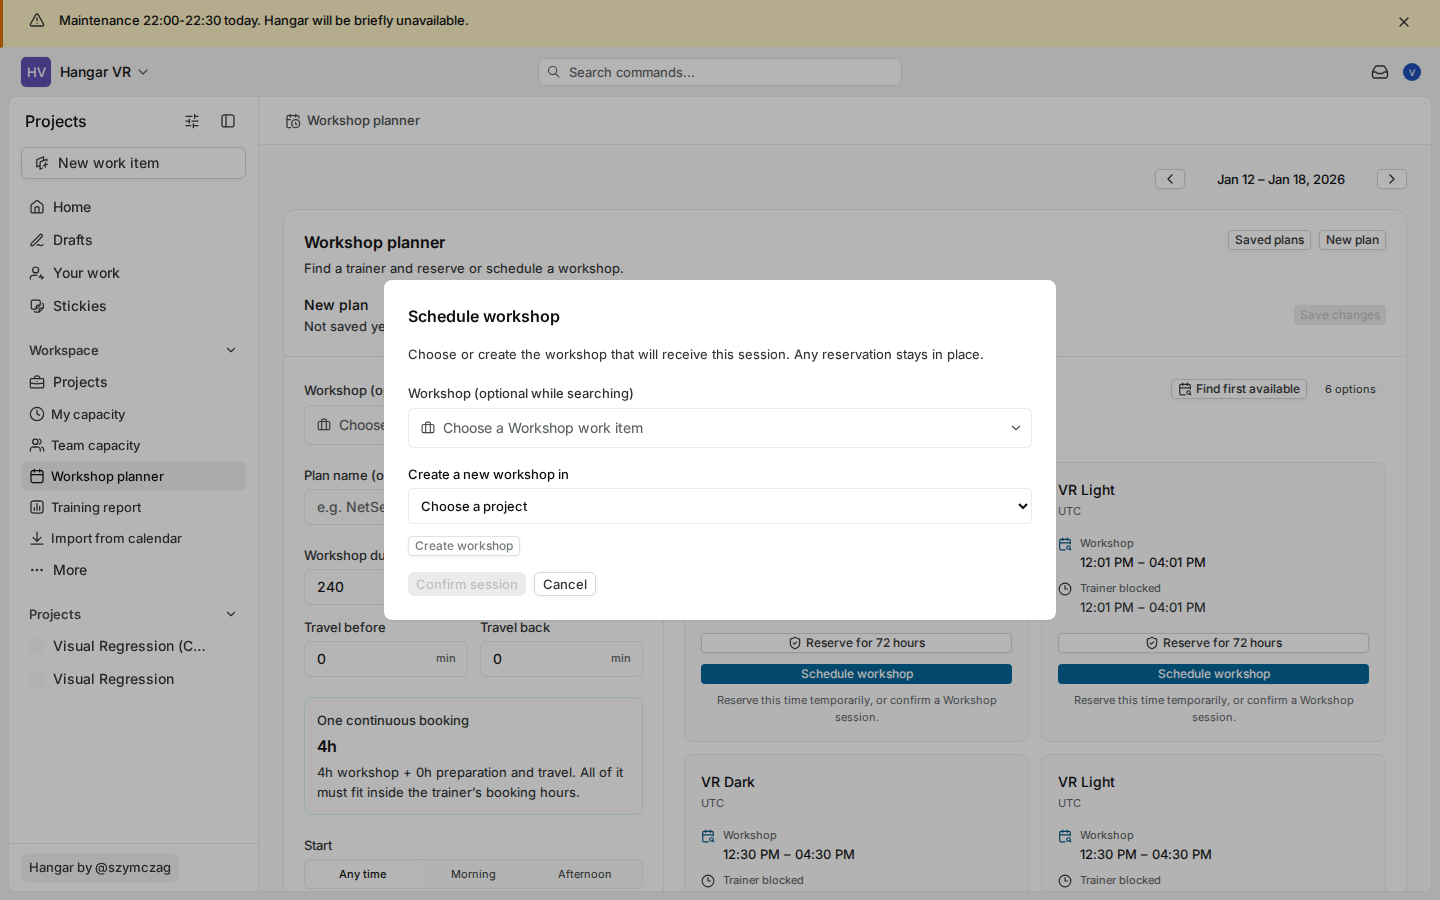 Maintenance 22:00-22:30 today. Hangar will be briefly unavailable.
HV Hangar VR
Search commands...
V
Projects
New work item
Home
Drafts
Your work
Stickies
Workspace
Projects
My capacity
Team capacity
Workshop planner
Training report
Import from calendar
More
Projects
Visual Regression (C...
Visual Regression
Hangar by @szymczag
Workshop planner
Jan 12 – Jan 18, 2026
Workshop planner
Saved plans
New plan
Find a trainer and reserve or schedule a workshop.
New plan
Not saved ye
Save changes
Workshop (o
Choose
Find first available
6 options
Plan name (o
e.g. NetSe
Workshop du
240
Travel before
Travel back
0 min
0 min
One continuous booking
4h
4h workshop + 0h preparation and travel. All of it
must fit inside the trainer's booking hours.
Start
Any time
Morning
Afternoon
Schedule workshop
Choose or create the workshop that will receive this session. Any reservation stays in place.
Workshop (optional while searching)
Choose a Workshop work item
Create a new workshop in
Choose a project
Create workshop
Confirm session
Cancel
Reserve for 72 hours
Schedule workshop
Reserve this time temporarily, or confirm a Workshop
session.
VR Light
UTC
Workshop
12:01 PM – 04:01 PM
Trainer blocked
12:01 PM – 04:01 PM
Reserve for 72 hours
Schedule workshop
Reserve this time temporarily, or confirm a Workshop
session.
VR Dark
UTC
Workshop
12:30 PM – 04:30 PM
Trainer blocked
VR Light
UTC
Workshop
12:30 PM – 04:30 PM
Trainer blocked